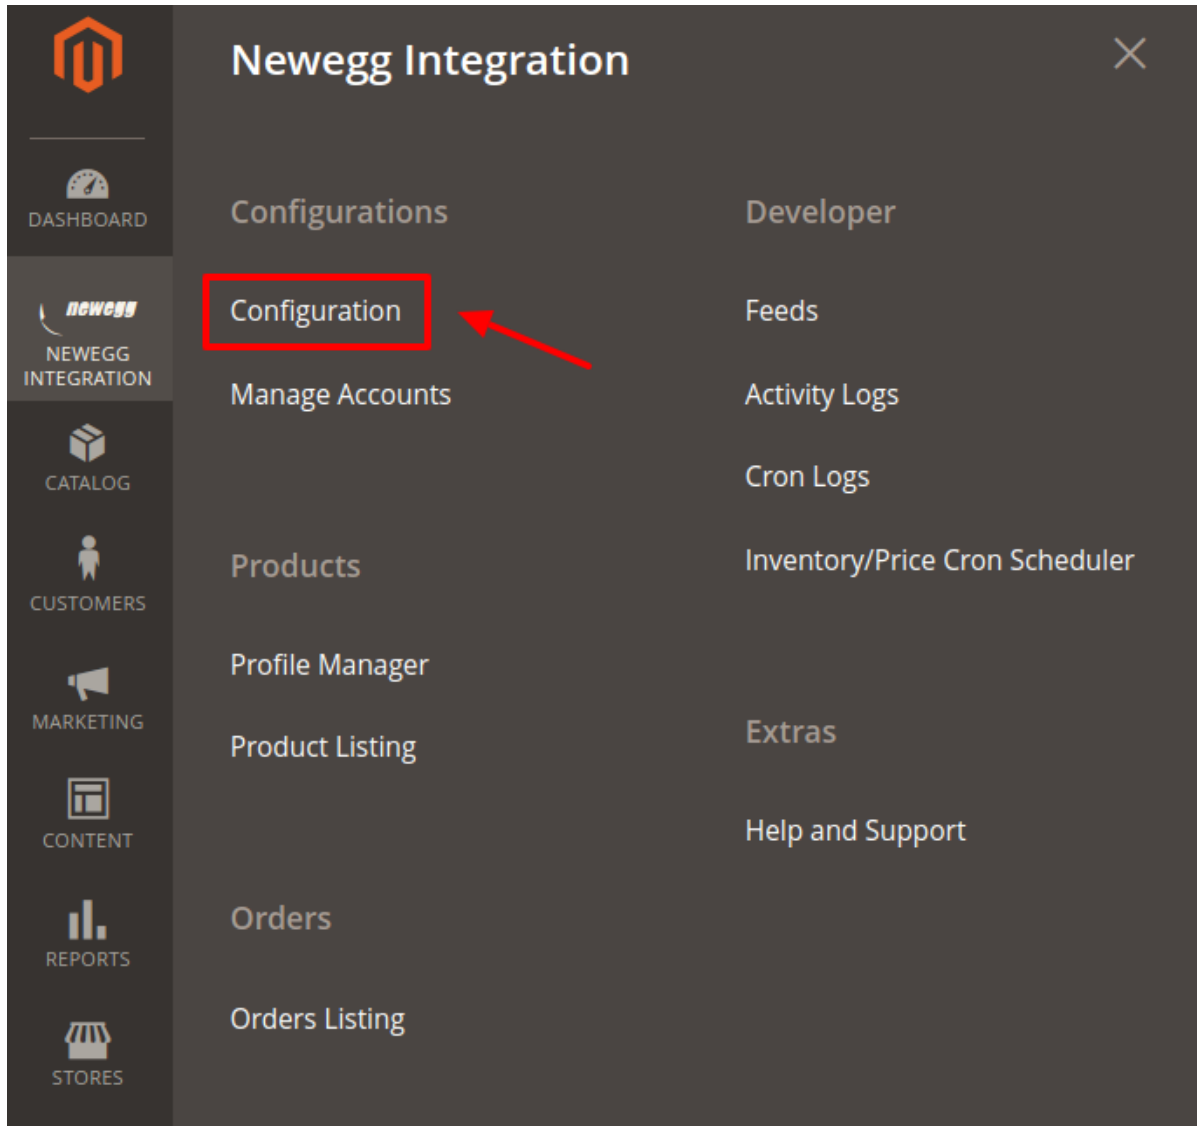 Newegg Integration
DASHBOARD
newegg
NEWEGG
INTEGRATION
CATALOG
CUSTOMERS
MARKETING
CONTENT
REPORTS
STORES
Configurations
Configuration
Manage Accounts
Products
Profile Manager
Product Listing
Orders
Orders Listing
Developer
Feeds
Activity Logs
Cron Logs
Inventory/Price Cron Scheduler
Extras
Help and Support